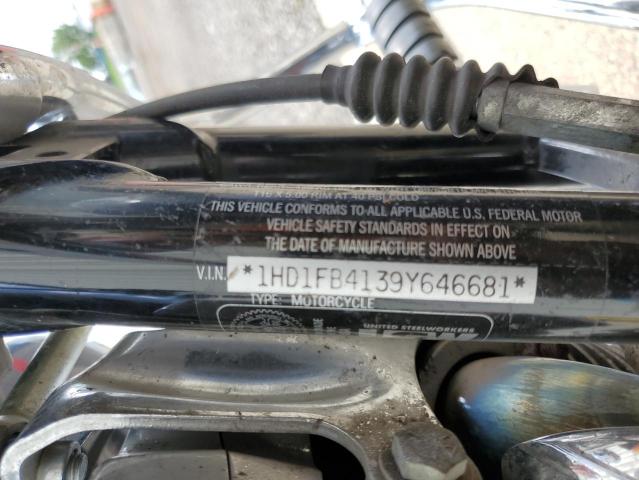 THIS VEHICLE CONFORMS TO ALL APPLICABLE U.S. FEDERAL MOTOR
VEHICLE SAFETY STANDARDS IN EFFECT ON
THE DATE OF MANUFACTURE SHOWN ABOVE
V.I.N. *1HD1FB4139Y646681*
TYPE: MOTORCYCLE
UNITED STEELWORKERS